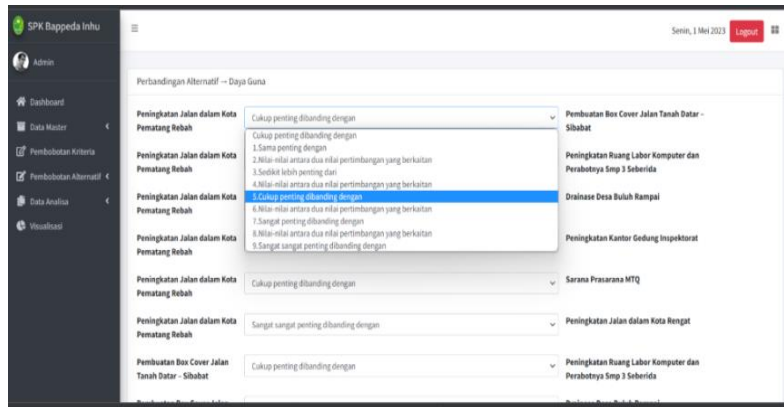 SPK Bappeda Inhu
Senin, 1 Mei 2023
Logout
Admin
Dashboard
Data Master
Pembobotan Kriteria
Pembobotan Alternatif
Data Analisa
Visualisasi
Perbandingan Alternatif → Daya Guna
Peningkatan Jalan dalam Kota
Pematang Rebah
Cukup penting dibanding dengan
Pembuatan Box Cover Jalan Tanah Datar –
Sibabat
Cukup penting dibanding dengan
1.Sama penting dengan
2.Nilai-nilai antara dua nilai pertimbangan yang berkaitan
3.Sedikit lebih penting dari
4.Nilai-nilai antara dua nilai pertimbangan yang berkaitan
5.Cukup penting dibanding dengan
6.Nilai-nilai antara dua nilai pertimbangan yang berkaitan
7.Sangat penting dibanding dengan
8.Nilai-nilai antara dua nilai pertimbangan yang berkaitan
9.Sangat sangat penting dibanding dengan
Peningkatan Jalan dalam Kota
Pematang Rebah
Peningkatan Ruang Labor Komputer dan
Perabotnya Smp 3 Seberida
Peningkatan Jalan dalam Kota
Pematang Rebah
Drainase Desa Buluh Rampai
Peningkatan Jalan dalam Kota
Pematang Rebah
Peningkatan Kantor Gedung Inspektorat
Peningkatan Jalan dalam Kota
Pematang Rebah
Cukup penting dibanding dengan
Sarana Prasarana MTQ
Peningkatan Jalan dalam Kota
Pematang Rebah
Sangat sangat penting dibanding dengan
Peningkatan Jalan dalam Kota Rengat
Pembuatan Box Cover Jalan
Tanah Datar – Sibabat
Cukup penting dibanding dengan
Peningkatan Ruang Labor Komputer dan
Perabotnya Smp 3 Seberida